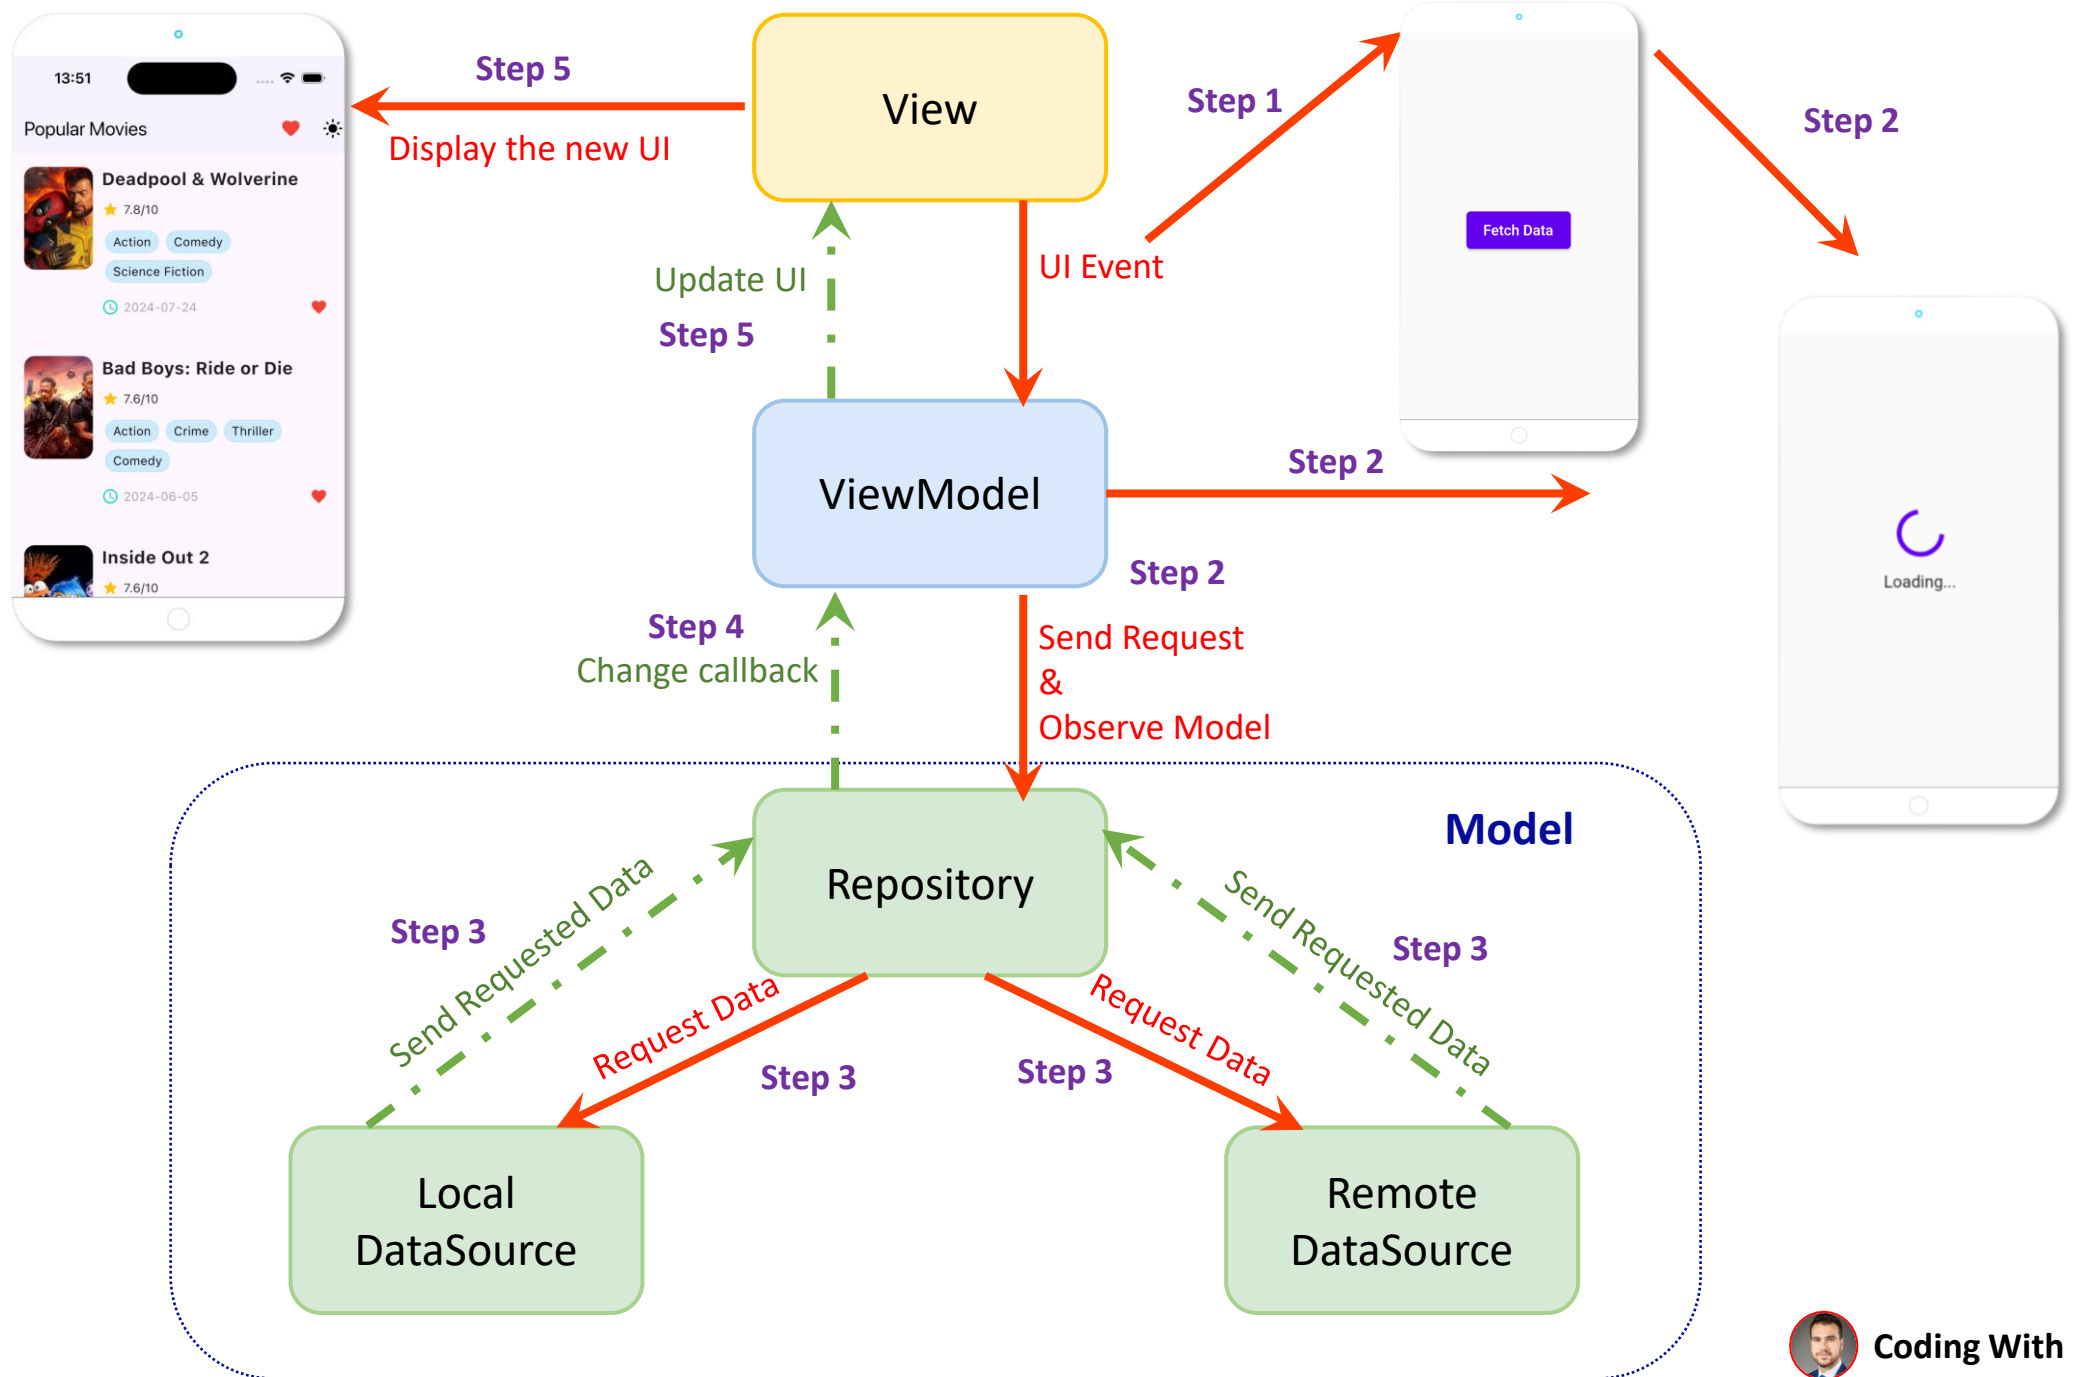 13:51
Popular Movies
Deadpool & Wolverine
7.8/10
Action Comedy
Science Fiction
2024-07-24
Bad Boys: Ride or Die
7.6/10
Action Crime Thriller
Comedy
2024-06-05
Inside Out 2
7.6/10
Step 5
Display the new UI
View
Step 1
Fetch Data
Step 2
UI Event
Update UI
Step 5
ViewModel
Step 2
Loading...
Step 2
Send Request
&
Observe Model
Step 4
Change callback
Model
Repository
Step 3
Send Requested Data
Request Data
Step 3
Step 3
Request Data
Send Requested Data
Step 3
Local
DataSource
Remote
DataSource
Coding With